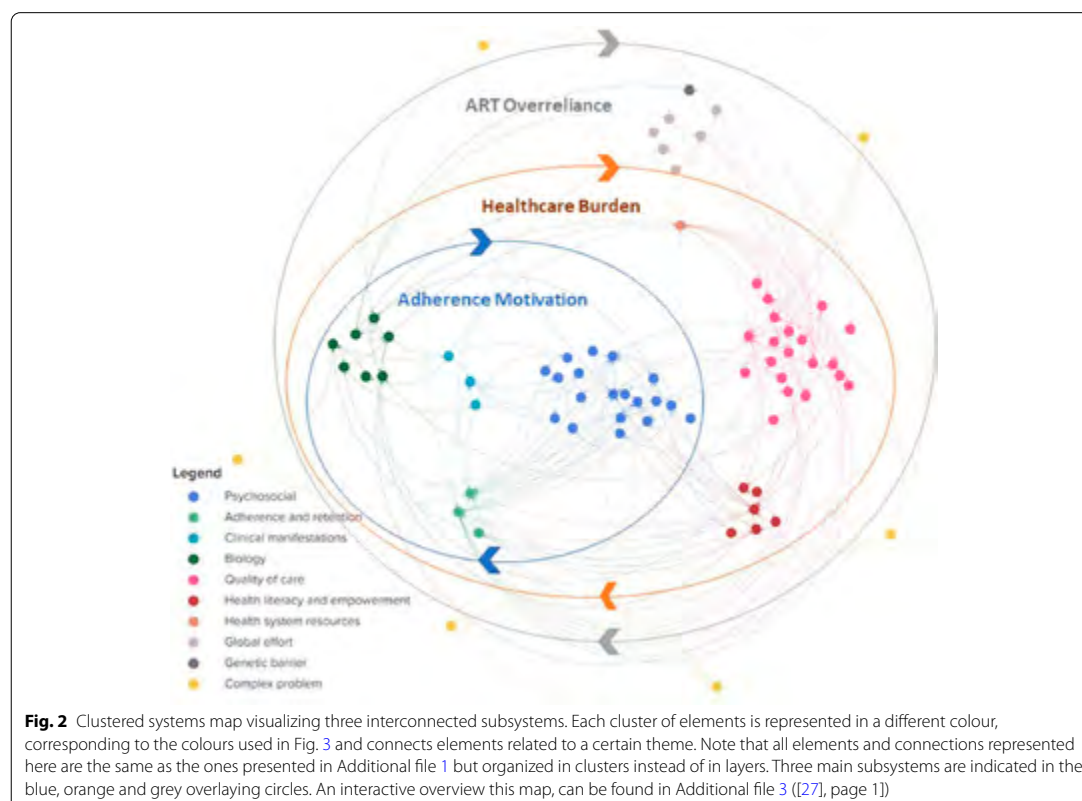 ART Overreliance
Healthcare Burden
Adherence Motivation
Legend
Psychosocial
Adherence and retention
Clinical manifestations
Biology
Quality of care
Health literacy and empowerment
Health system resources
Global effort
Genetic barrier
Complex problem
Fig. 2 Clustered systems map visualizing three interconnected subsystems. Each cluster of elements is represented in a different colour,
corresponding to the colours used in Fig. 3 and connects elements related to a certain theme. Note that all elements and connections represented
here are the same as the ones presented in Additional file 1 but organized in clusters instead of in layers. Three main subsystems are indicated in the
blue, orange and grey overlaying circles. An interactive overview this map, can be found in Additional file 3 ([27], page 1])